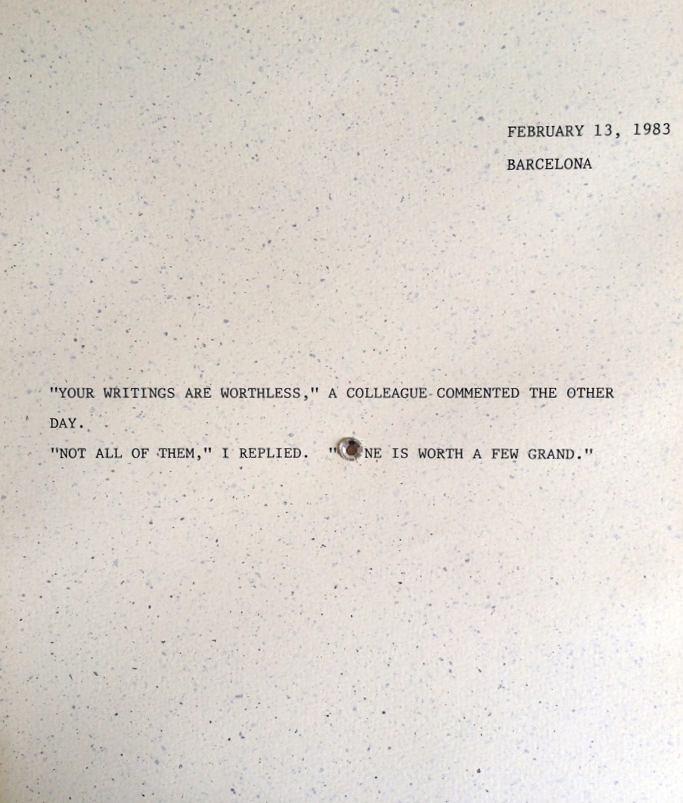 FEBRUARY 13, 1983
BARCELONA
"YOUR WRITINGS ARE WORTHLESS," A COLLEAGUE COMMENTED THE OTHER
DAY.
"NOT ALL OF THEM," I REPLIED. "ONE IS WORTH A FEW GRAND."